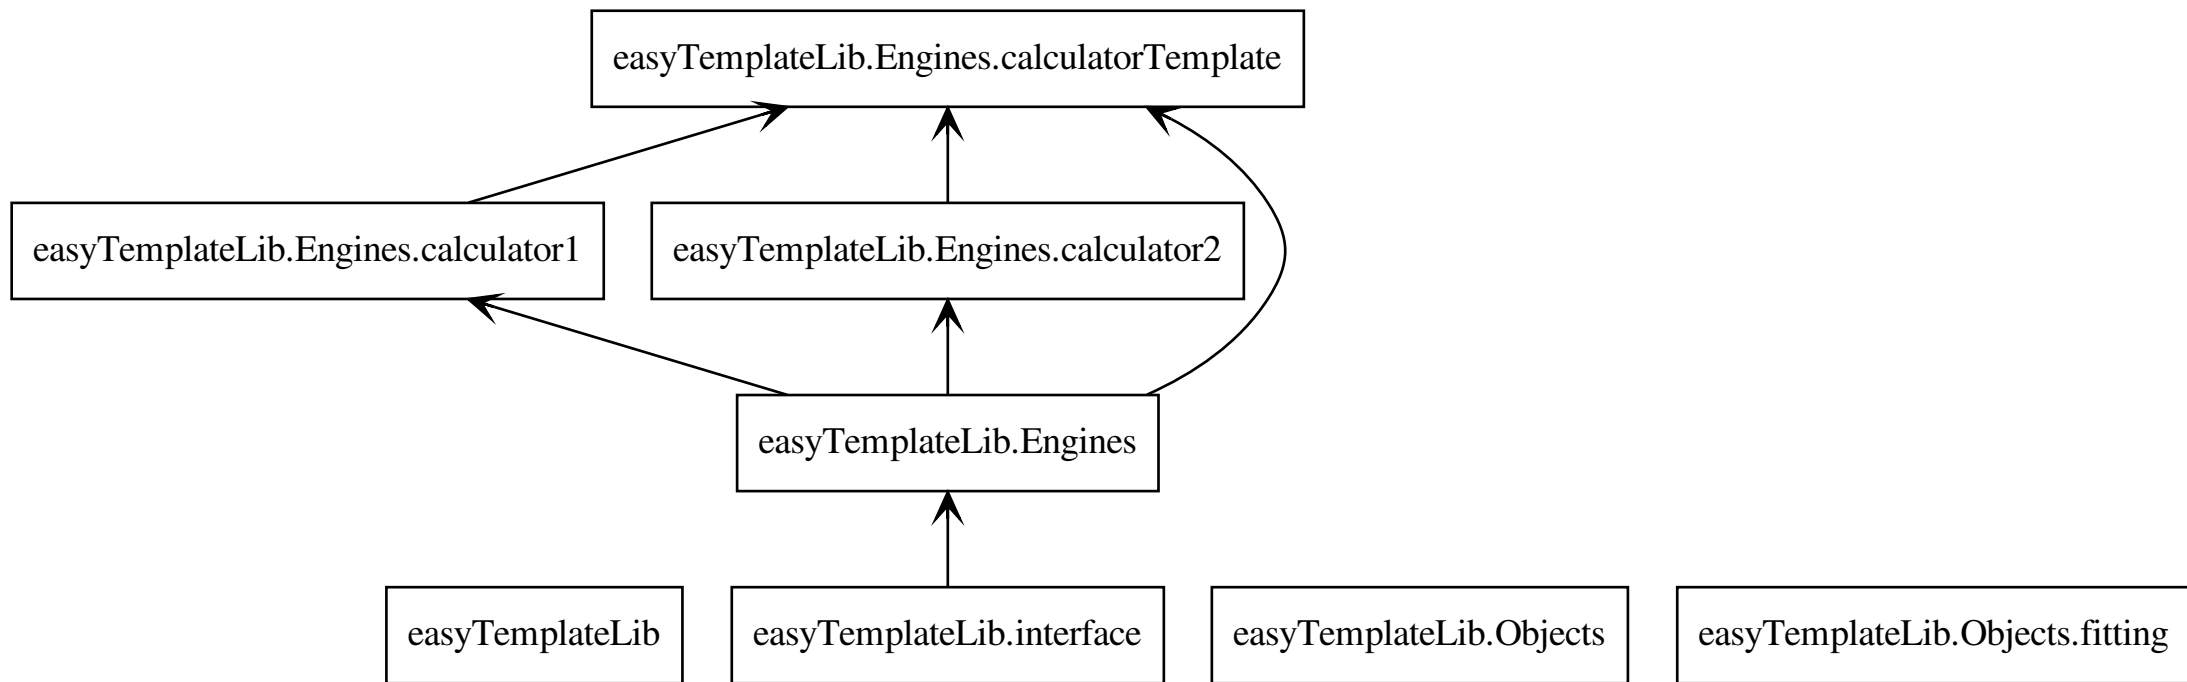 easyTemplateLib.Engines.calculatorTemplate
easyTemplateLib.Engines.calculator1
easyTemplateLib.Engines.calculator2
easyTemplateLib.Engines
easyTemplateLib
easyTemplateLib.interface
easyTemplateLib.Objects
easyTemplateLib.Objects.fitting